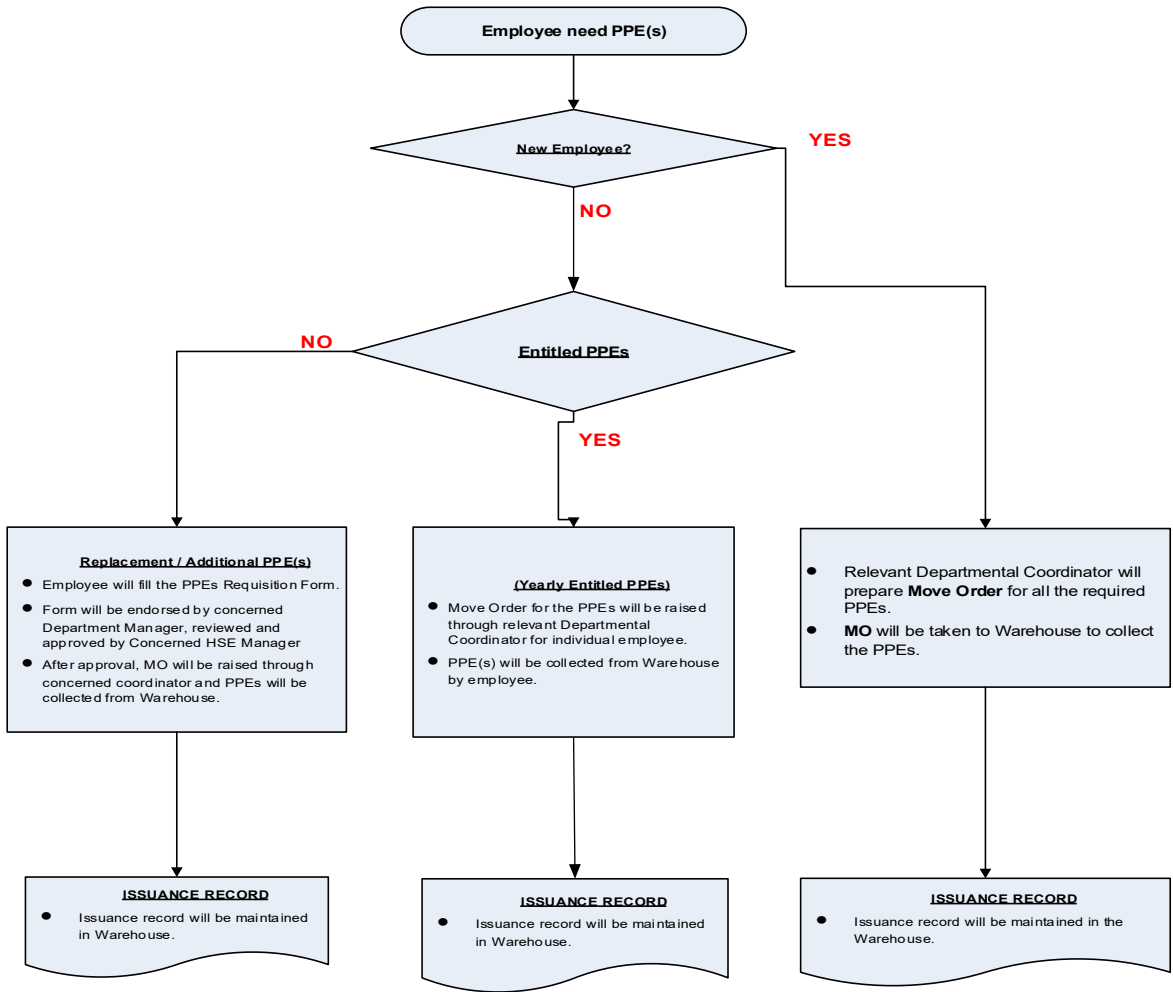 Employee need PPE(s)
New Employee?
YES
NO
Entitled PPEs
NO
YES
Replacement / Additional PPE(s)
● Employee will fill the PPEs Requisition Form.
● Form will be endorsed by concerned
Department Manager, reviewed and
approved by Concerned HSE Manager
● After approval, MO will be raised through
concerned coordinator and PPEs will be
collected from Warehouse.
(Yearly Entitled PPEs)
● Move Order for the PPEs will be raised
through relevant Departmental
Coordinator for individual employee.
● PPE(s) will be collected from Warehouse
by employee.
● Relevant Departmental Coordinator will
prepare Move Order for all the required
PPEs.
● MO will be taken to Warehouse to collect
the PPEs.
ISSUANCE RECORD
● Issuance record will be maintained
in Warehouse.
ISSUANCE RECORD
● Issuance record will be maintained
in Warehouse.
ISSUANCE RECORD
● Issuance record will be maintained in the
Warehouse.